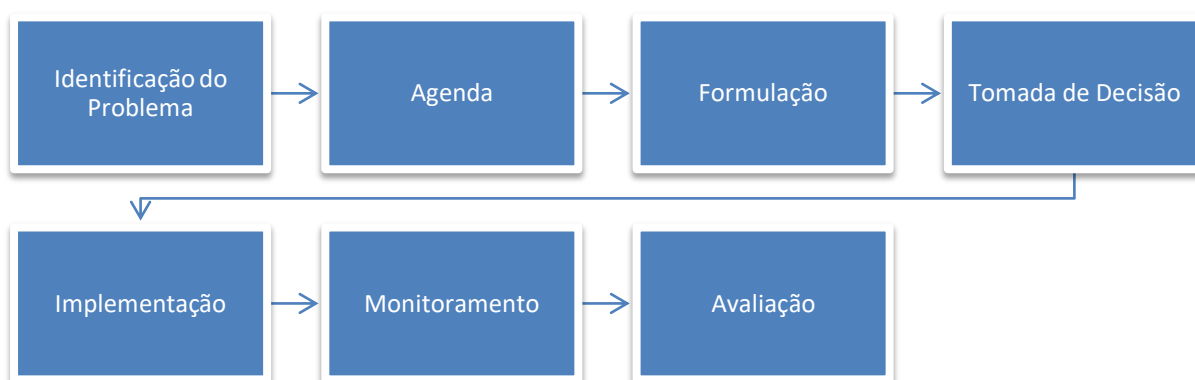 Identificação do
Problema
Agenda
Formulação
Tomada de Decisão
Implementação
Monitoramento
Avaliação